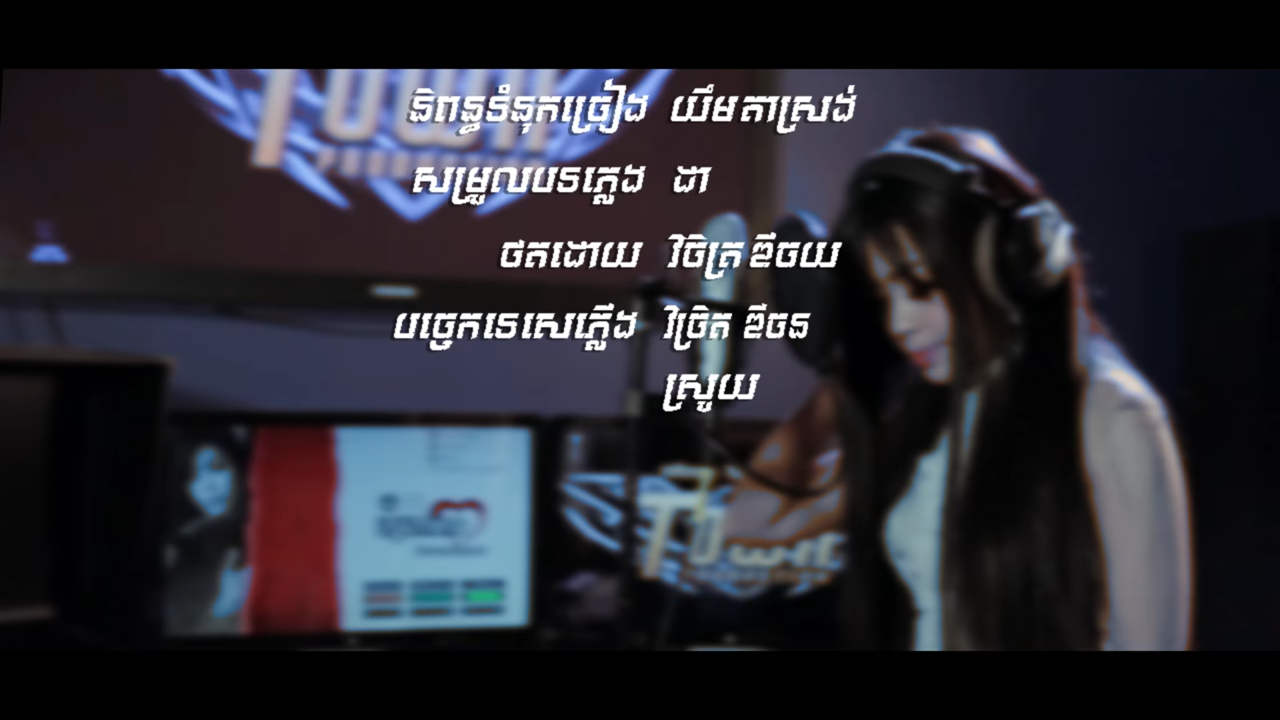 និពន្ធទំនុកច្រៀង យឹមតាស្រង់
សម្រួលបទភ្លេង ដា
ថតដោយ វិចិត្រ ឌីចយ
បច្ចេកទេសភ្លើង វិច្រិត ឌីចន
ស្រូយ
Town